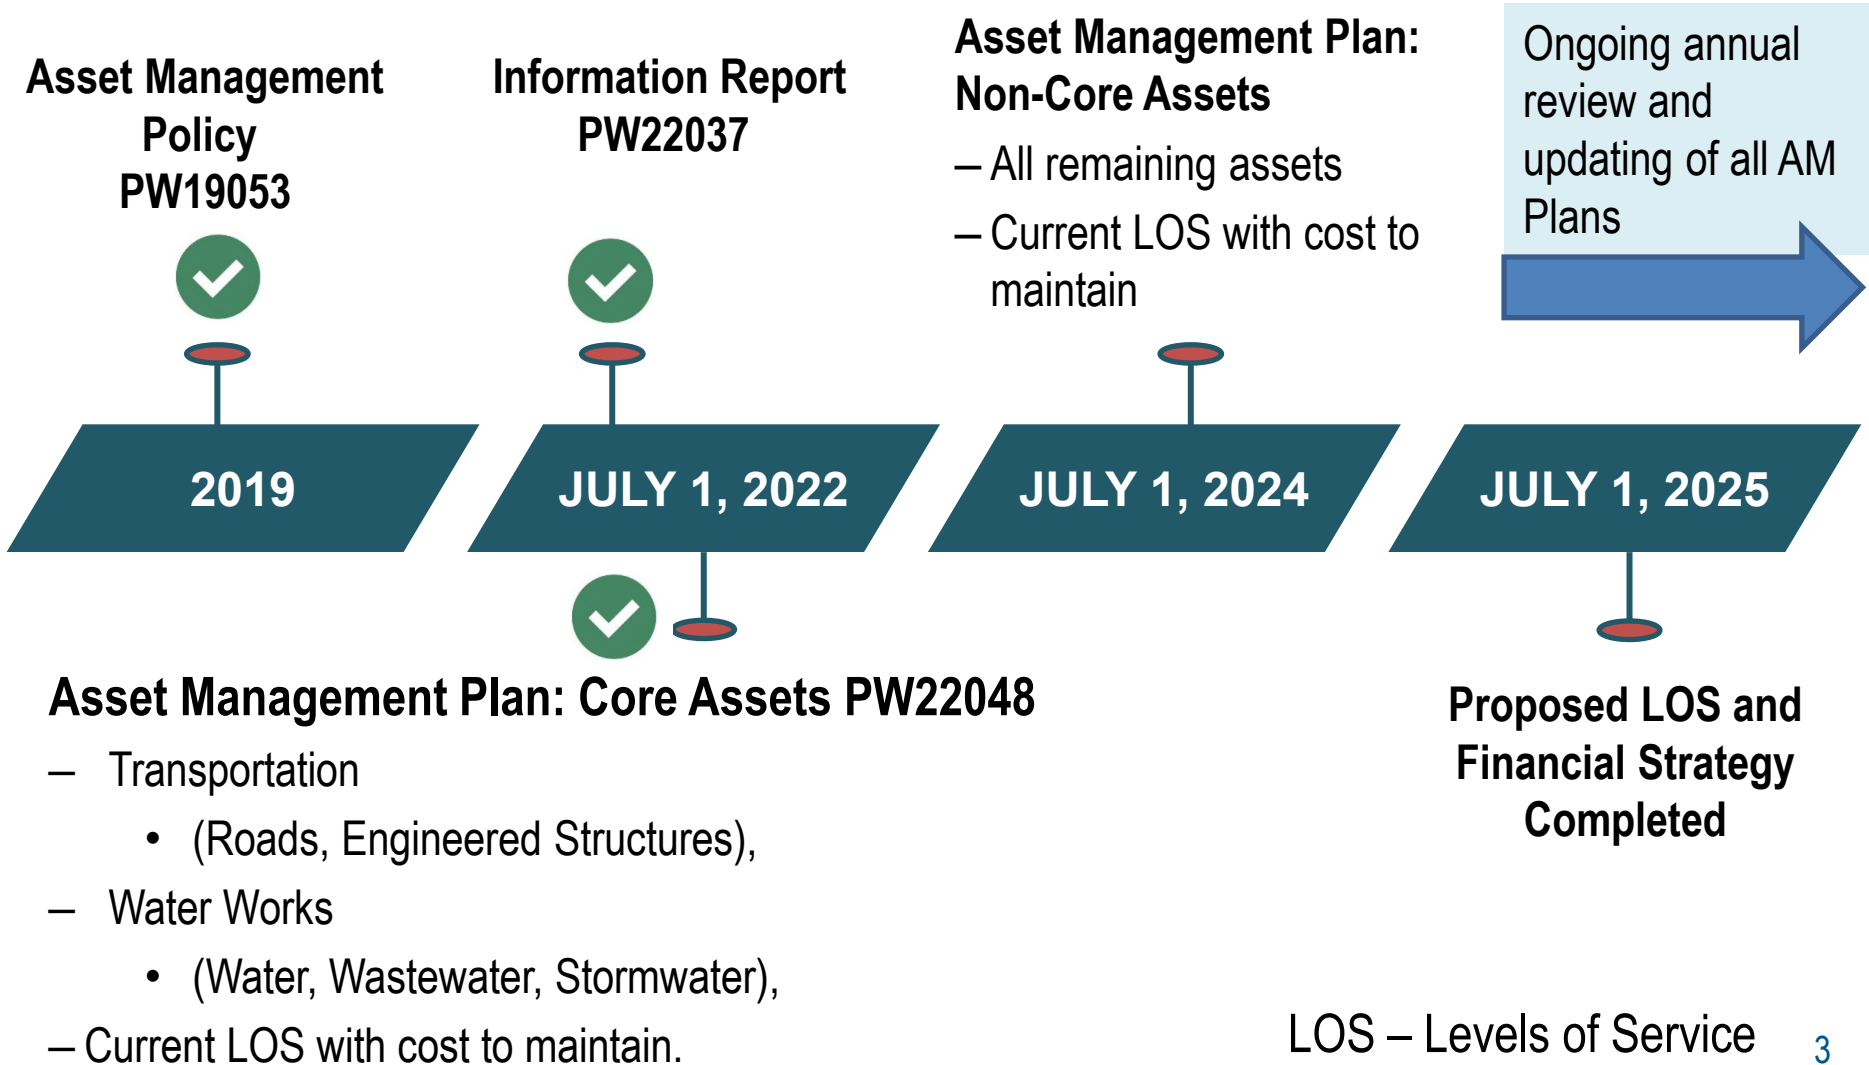 Asset Management
Policy
PW19053
Information Report
PW22037
Asset Management Plan:
Non-Core Assets
– All remaining assets
– Current LOS with cost to
maintain
Ongoing annual
review and
updating of all AM
Plans
2019
JULY 1, 2022
JULY 1, 2024
JULY 1, 2025
Asset Management Plan: Core Assets PW22048
– Transportation
• (Roads, Engineered Structures),
– Water Works
• (Water, Wastewater, Stormwater),
– Current LOS with cost to maintain.
Proposed LOS and
Financial Strategy
Completed
LOS – Levels of Service
3